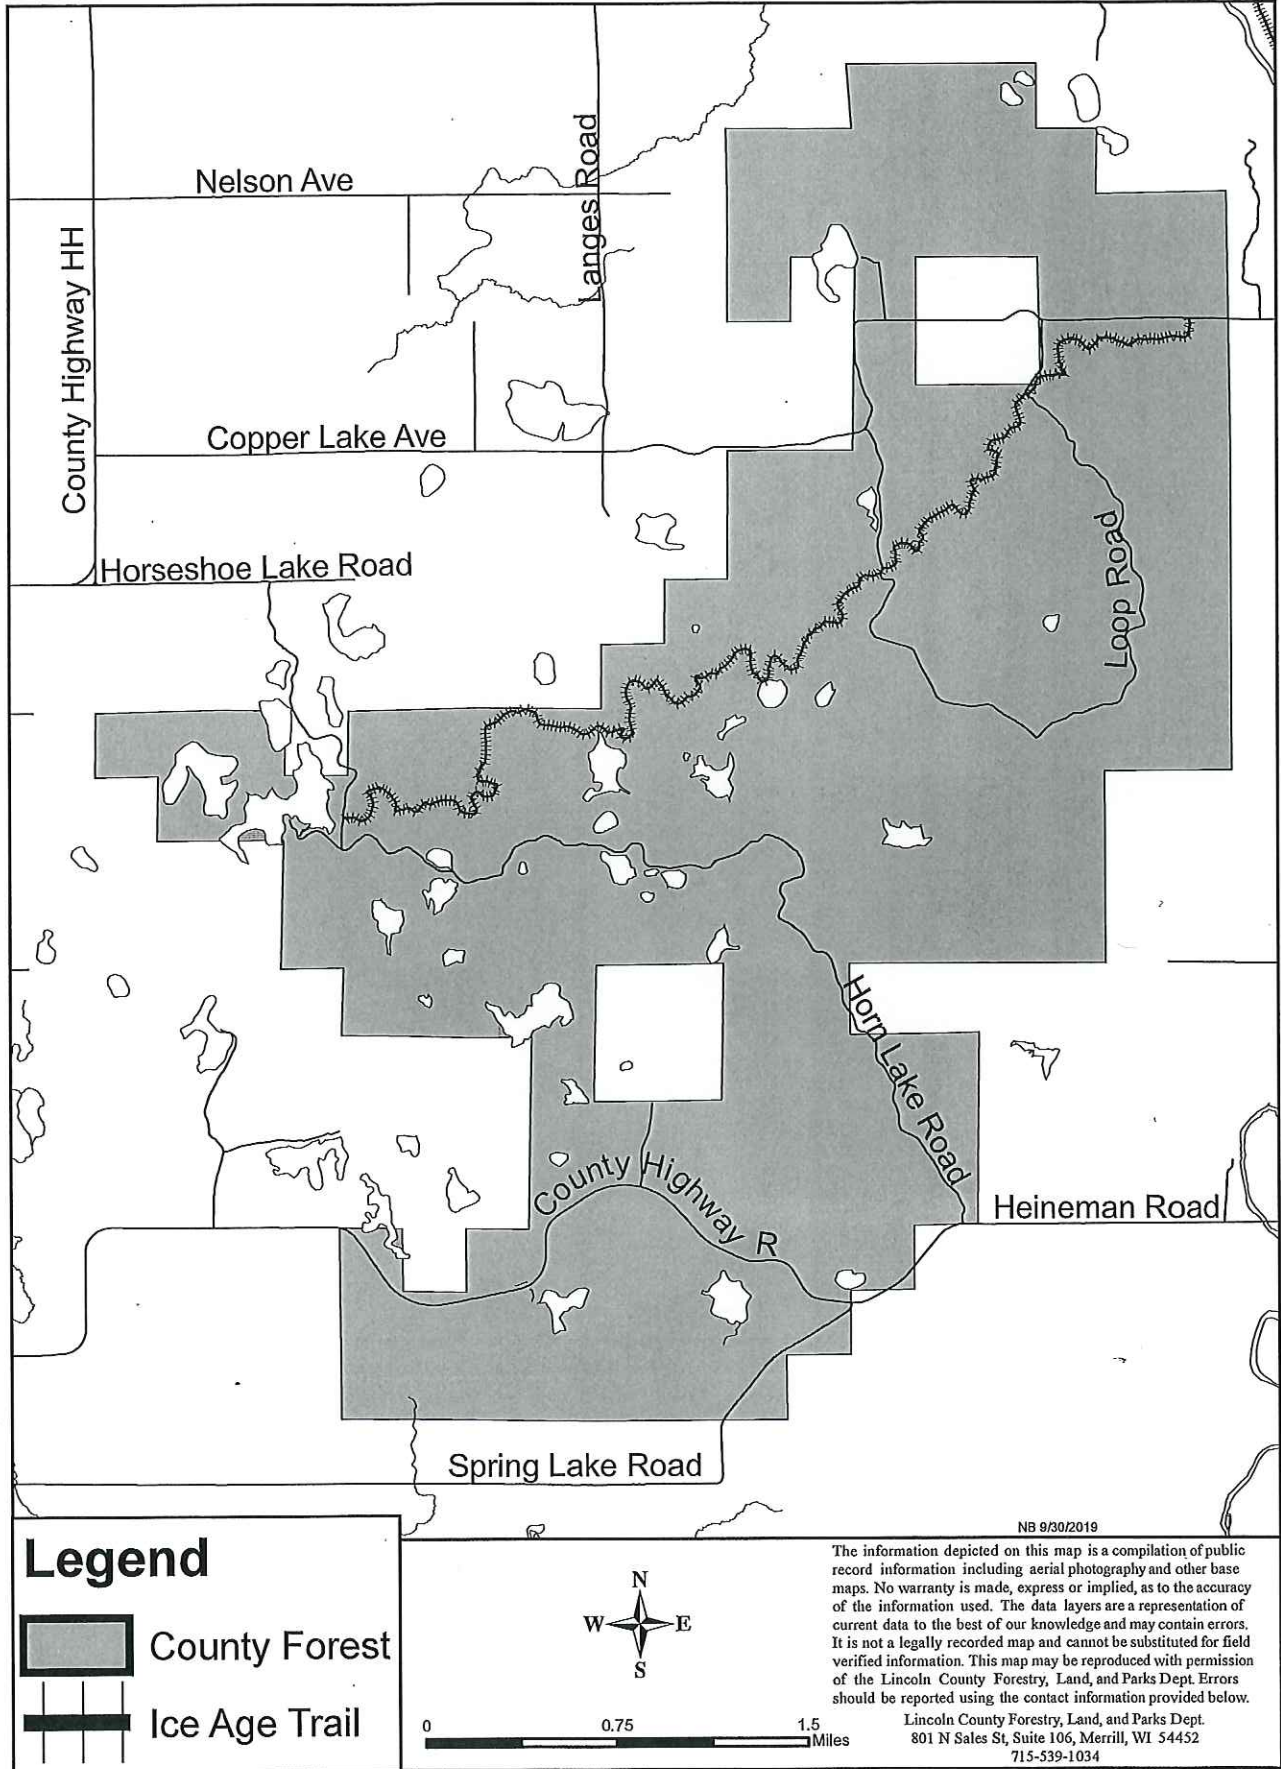 Nelson Ave
Langes Road
County Highway HH
Copper Lake Ave
Horseshoe Lake Road
Loop Road
Horn Lake Road
County Highway R
Heineman Road
Spring Lake Road
NB 9/30/2019
Legend
County Forest
Ice Age Trail
N
W E
S
0 0.75 1.5
Miles
The information depicted on this map is a compilation of public
record information including aerial photography and other base
maps. No warranty is made, express or implied, as to the accuracy
of the information used. The data layers are a representation of
current data to the best of our knowledge and may contain errors.
It is not a legally recorded map and cannot be substituted for field
verified information. This map may be reproduced with permission
of the Lincoln County Forestry, Land, and Parks Dept. Errors
should be reported using the contact information provided below.
Lincoln County Forestry, Land, and Parks Dept.
801 N Sales St, Suite 106, Merrill, WI 54452
715-539-1034